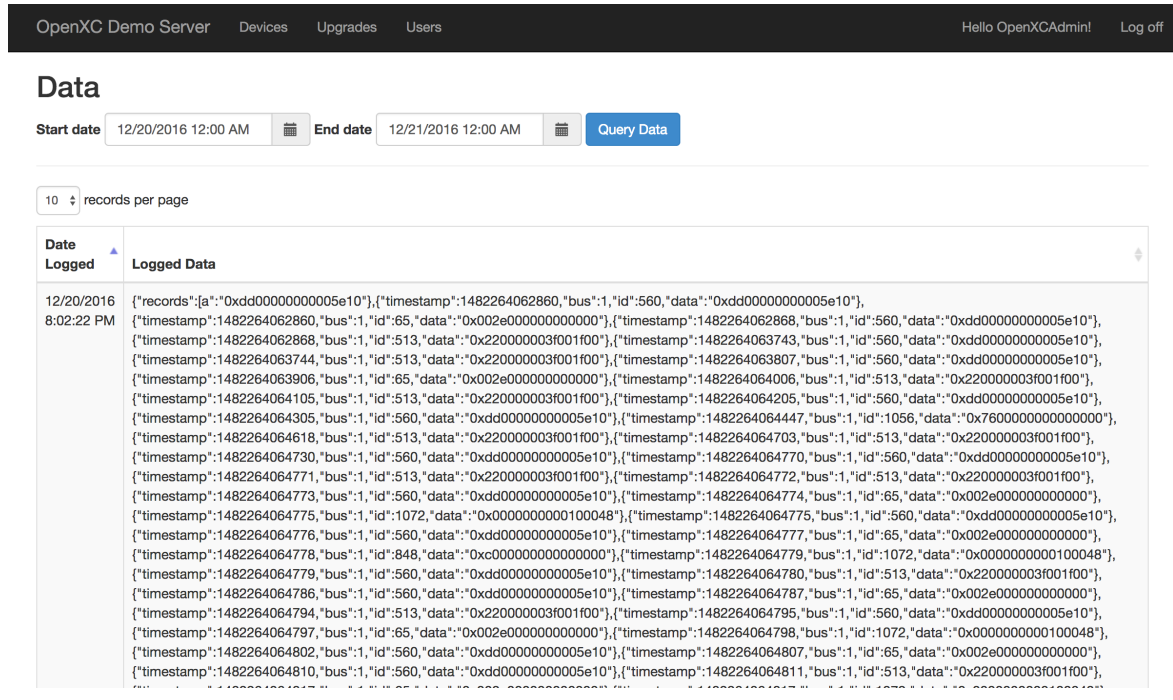 OpenXC Demo Server Devices Upgrades Users Hello OpenXCAdmin! Log off
Data
Start date 12/20/2016 12:00 AM End date 12/21/2016 12:00 AM Query Data
10 records per page
Date
Logged Logged Data
12/20/2016 {"records":[a":"0xdd00000000005e10"},{"timestamp":1482264062860,"bus":1,"id":560,"data":"0xdd00000000005e10"},
8:02:22 PM {"timestamp":1482264062860,"bus":1,"id":65,"data":"0x002e000000000000"},{"timestamp":1482264062868,"bus":1,"id":560,"data":"0xdd00000000005e10"},
{"timestamp":1482264062868,"bus":1,"id":513,"data":"0x220000003f001f00"},{"timestamp":1482264063743,"bus":1,"id":560,"data":"0xdd00000000005e10"},
{"timestamp":1482264063744,"bus":1,"id":513,"data":"0x220000003f001f00"},{"timestamp":1482264063807,"bus":1,"id":560,"data":"0xdd00000000005e10"},
{"timestamp":1482264063906,"bus":1,"id":65,"data":"0x002e000000000000"},{"timestamp":1482264064006,"bus":1,"id":513,"data":"0x220000003f001f00"},
{"timestamp":1482264064105,"bus":1,"id":513,"data":"0x220000003f001f00"},{"timestamp":1482264064205,"bus":1,"id":560,"data":"0xdd00000000005e10"},
{"timestamp":1482264064305,"bus":1,"id":560,"data":"0xdd00000000005e10"},{"timestamp":1482264064447,"bus":1,"id":1056,"data":"0x7600000000000000"},
{"timestamp":1482264064618,"bus":1,"id":513,"data":"0x220000003f001f00"},{"timestamp":1482264064703,"bus":1,"id":513,"data":"0x220000003f001f00"},
{"timestamp":1482264064730,"bus":1,"id":560,"data":"0xdd00000000005e10"},{"timestamp":1482264064770,"bus":1,"id":560,"data":"0xdd00000000005e10"},
{"timestamp":1482264064771,"bus":1,"id":513,"data":"0x220000003f001f00"},{"timestamp":1482264064772,"bus":1,"id":513,"data":"0x220000003f001f00"},
{"timestamp":1482264064773,"bus":1,"id":560,"data":"0xdd00000000005e10"},{"timestamp":1482264064774,"bus":1,"id":65,"data":"0x002e000000000000"},
{"timestamp":1482264064775,"bus":1,"id":1072,"data":"0x0000000000100048"},{"timestamp":1482264064775,"bus":1,"id":560,"data":"0xdd00000000005e10"},
{"timestamp":1482264064776,"bus":1,"id":560,"data":"0xdd00000000005e10"},{"timestamp":1482264064777,"bus":1,"id":65,"data":"0x002e000000000000"},
{"timestamp":1482264064778,"bus":1,"id":848,"data":"0xc000000000000000"},{"timestamp":1482264064779,"bus":1,"id":1072,"data":"0x0000000000100048"},
{"timestamp":1482264064779,"bus":1,"id":560,"data":"0xdd00000000005e10"},{"timestamp":1482264064780,"bus":1,"id":513,"data":"0x220000003f001f00"},
{"timestamp":1482264064786,"bus":1,"id":560,"data":"0xdd00000000005e10"},{"timestamp":1482264064787,"bus":1,"id":65,"data":"0x002e000000000000"},
{"timestamp":1482264064794,"bus":1,"id":513,"data":"0x220000003f001f00"},{"timestamp":1482264064795,"bus":1,"id":560,"data":"0xdd00000000005e10"},
{"timestamp":1482264064797,"bus":1,"id":65,"data":"0x002e000000000000"},{"timestamp":1482264064798,"bus":1,"id":1072,"data":"0x0000000000100048"},
{"timestamp":1482264064802,"bus":1,"id":560,"data":"0xdd00000000005e10"},{"timestamp":1482264064807,"bus":1,"id":65,"data":"0x002e000000000000"},
{"timestamp":1482264064810,"bus":1,"id":560,"data":"0xdd00000000005e10"},{"timestamp":1482264064811,"bus":1,"id":513,"data":"0x220000003f001f00"},